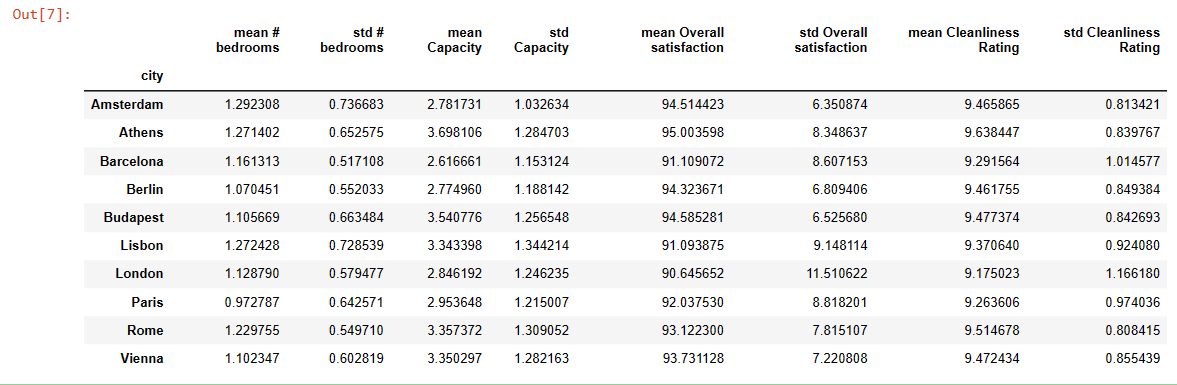 Out[7]:
mean # bedrooms std # bedrooms mean Capacity std Capacity mean Overall satisfaction std Overall satisfaction mean Cleanliness Rating std Cleanliness Rating
city
Amsterdam 1.292308 0.736683 2.781731 1.032634 94.514423 6.350874 9.465865 0.813421
Athens 1.271402 0.652575 3.698106 1.284703 95.003598 8.348637 9.638447 0.839767
Barcelona 1.161313 0.517108 2.616661 1.153124 91.109072 8.607153 9.291564 1.014577
Berlin 1.070451 0.552033 2.774960 1.188142 94.323671 6.809406 9.461755 0.849384
Budapest 1.105669 0.663484 3.540776 1.256548 94.585281 6.525680 9.477374 0.842693
Lisbon 1.272428 0.728539 3.343398 1.344214 91.093875 9.148114 9.370640 0.924080
London 1.128790 0.579477 2.846192 1.246235 90.645652 11.510622 9.175023 1.166180
Paris 0.972787 0.642571 2.953648 1.215007 92.037530 8.818201 9.263606 0.974036
Rome 1.229755 0.549710 3.357372 1.309052 93.122300 7.815107 9.514678 0.808415
Vienna 1.102347 0.602819 3.350297 1.282163 93.731128 7.220808 9.472434 0.855439